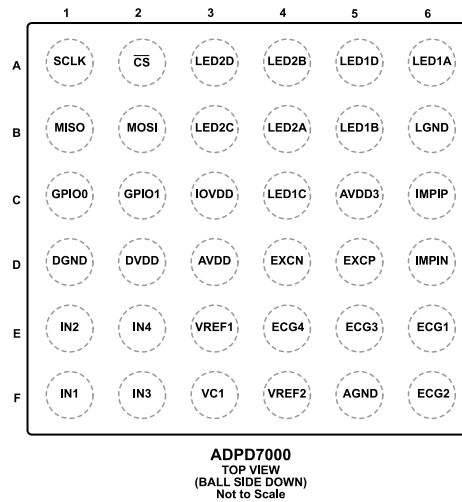 1 2 3 4 5 6
A SCLK C̅S̅ LED2D LED2B LED1D LED1A
B MISO MOSI LED2C LED2A LED1B LGND
C GPIO0 GPIO1 IOVDD LED1C AVDD3 IMPIP
D DGND DVDD AVDD EXCN EXCP IMPIN
E IN2 IN4 VREF1 ECG4 ECG3 ECG1
F IN1 IN3 VC1 VREF2 AGND ECG2
ADPD7000
TOP VIEW
(BALL SIDE DOWN)
Not to Scale